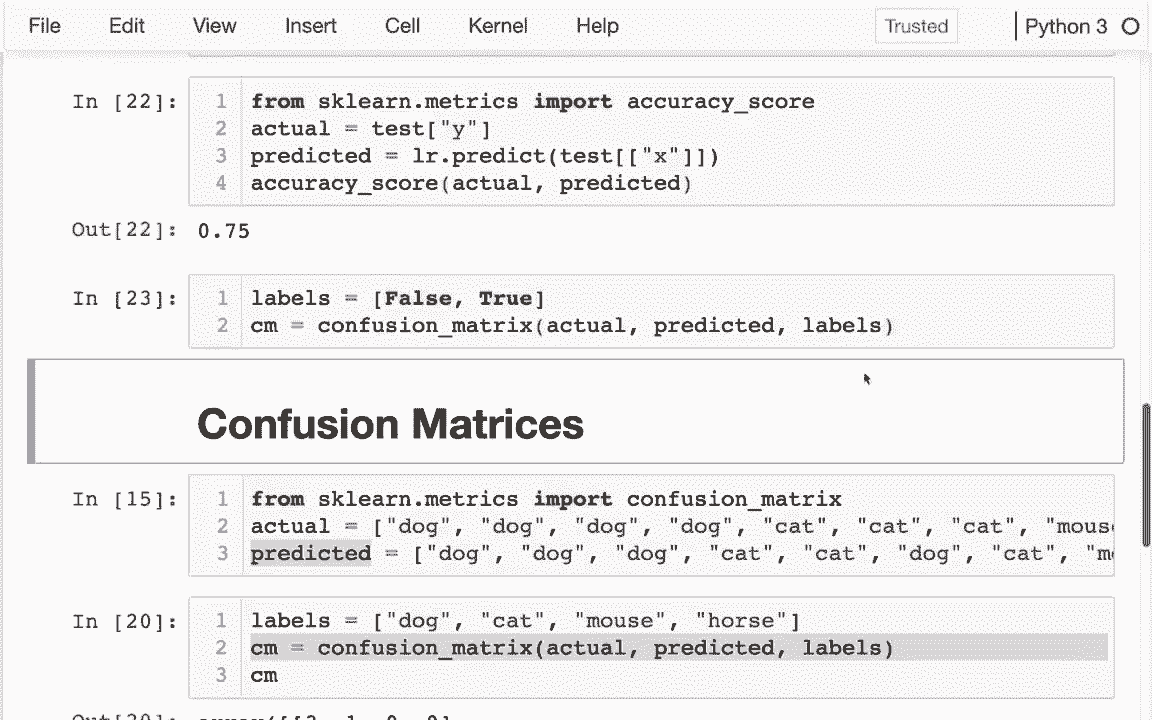 File Edit View Insert Cell Kernel Help Trusted Python 3
In [22]:
1 from sklearn.metrics import accuracy_score
2 actual = test["y"]
3 predicted = lr.predict(test[["x"]])
4 accuracy_score(actual, predicted)
Out[22]: 0.75
In [23]:
1 labels = [False, True]
2 cm = confusion_matrix(actual, predicted, labels)
Confusion Matrices
In [15]:
1 from sklearn.metrics import confusion_matrix
2 actual = ["dog", "dog", "dog", "dog", "cat", "cat", "cat", "mous
3 predicted = ["dog", "dog", "dog", "cat", "cat", "dog", "cat", "m
In [20]:
1 labels = ["dog", "cat", "mouse", "horse"]
2 cm = confusion_matrix(actual, predicted, labels)
3 cm